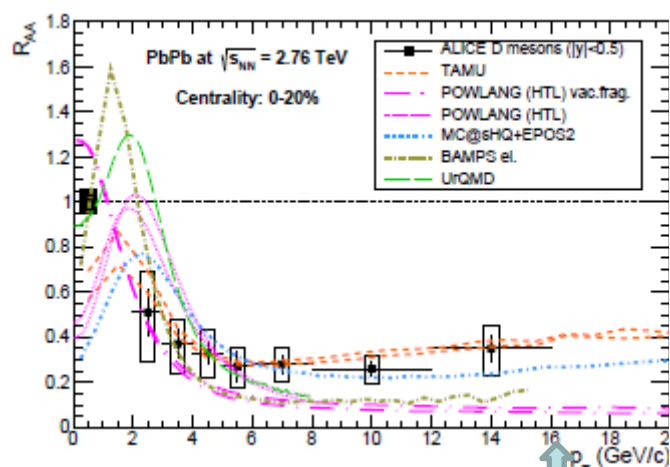 R_AA
1.8
1.6
1.4
1.2
1
0.8
0.6
0.4
0.2
0
PbPb at √s_NN = 2.76 TeV
Centrality: 0-20%
ALICE D mesons (|y|<0.5)
TAMU
POWLANG (HTL) vac.frag.
POWLANG (HTL)
MC@sHQ+EPOS2
BAMPS el.
UrQMD
0 2 4 6 8 10 12 14 16 18 2
(GeV/c)